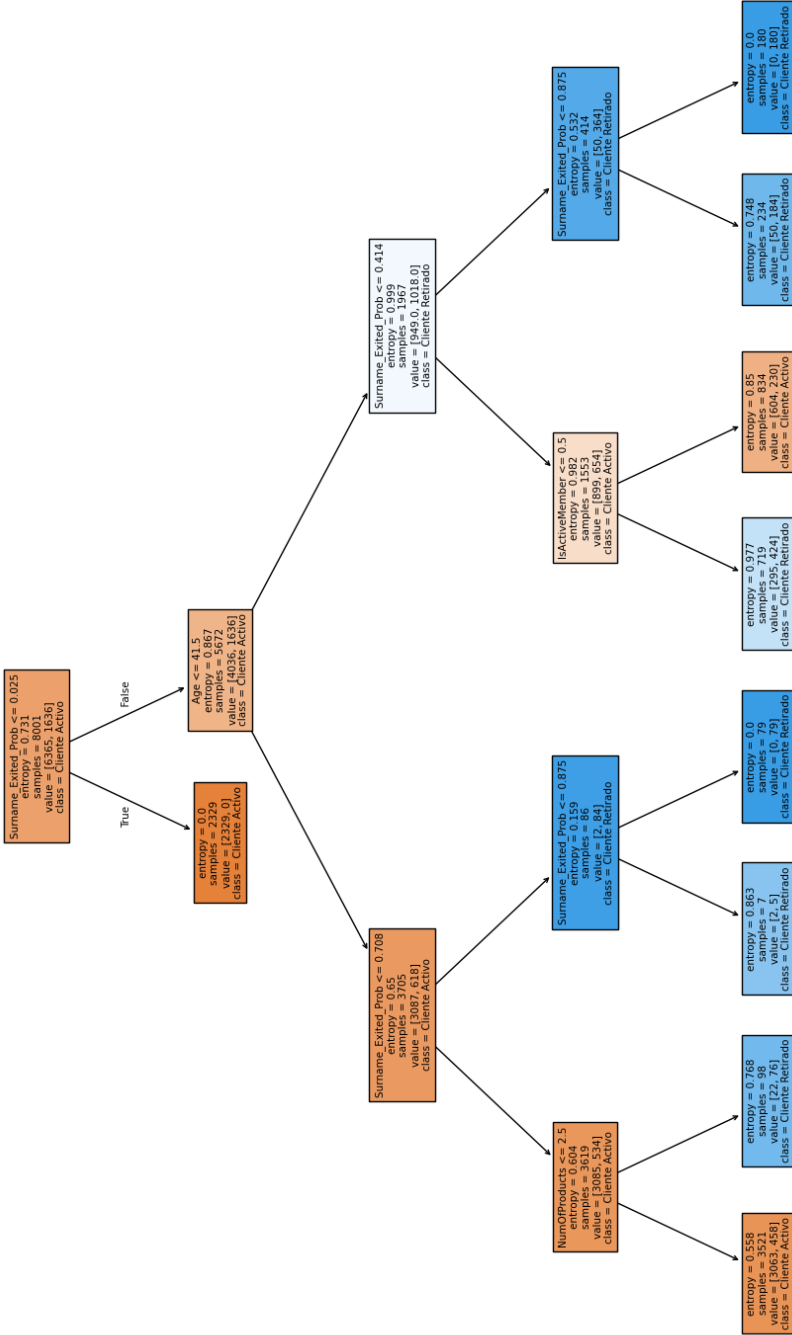 Surname_Exited_Prob <= 0.025
entropy = 0.731
samples = 8001
value = [6365, 1636]
class = Cliente Activo
True
False
entropy = 0.0
samples = 2329
value = [2329, 0]
class = Cliente Activo
Age <= 41.5
entropy = 0.867
samples = 5672
value = [4036, 1636]
class = Cliente Activo
Surname_Exited_Prob <= 0.708
entropy = 0.65
samples = 3705
value = [3087, 618]
class = Cliente Activo
Surname_Exited_Prob <= 0.414
entropy = 0.999
samples = 1967
value = [949.0, 1018.0]
class = Cliente Retirado
NumOfProducts <= 2.5
entropy = 0.604
samples = 3619
value = [3085, 534]
class = Cliente Activo
Surname_Exited_Prob <= 0.875
entropy = 0.159
samples = 86
value = [2, 84]
class = Cliente Retirado
IsActiveMember <= 0.5
entropy = 0.982
samples = 1553
value = [899, 654]
class = Cliente Activo
Surname_Exited_Prob <= 0.875
entropy = 0.532
samples = 414
value = [50, 364]
class = Cliente Retirado
entropy = 0.558
samples = 3521
value = [3063, 458]
class = Cliente Activo
entropy = 0.768
samples = 98
value = [22, 76]
class = Cliente Retirado
entropy = 0.863
samples = 7
value = [2, 5]
class = Cliente Retirado
entropy = 0.0
samples = 79
value = [0, 79]
class = Cliente Retirado
entropy = 0.977
samples = 719
value = [295, 424]
class = Cliente Retirado
entropy = 0.85
samples = 834
value = [604, 230]
class = Cliente Activo
entropy = 0.748
samples = 234
value = [50, 184]
class = Cliente Retirado
entropy = 0.0
samples = 180
value = [0, 180]
class = Cliente Retirado